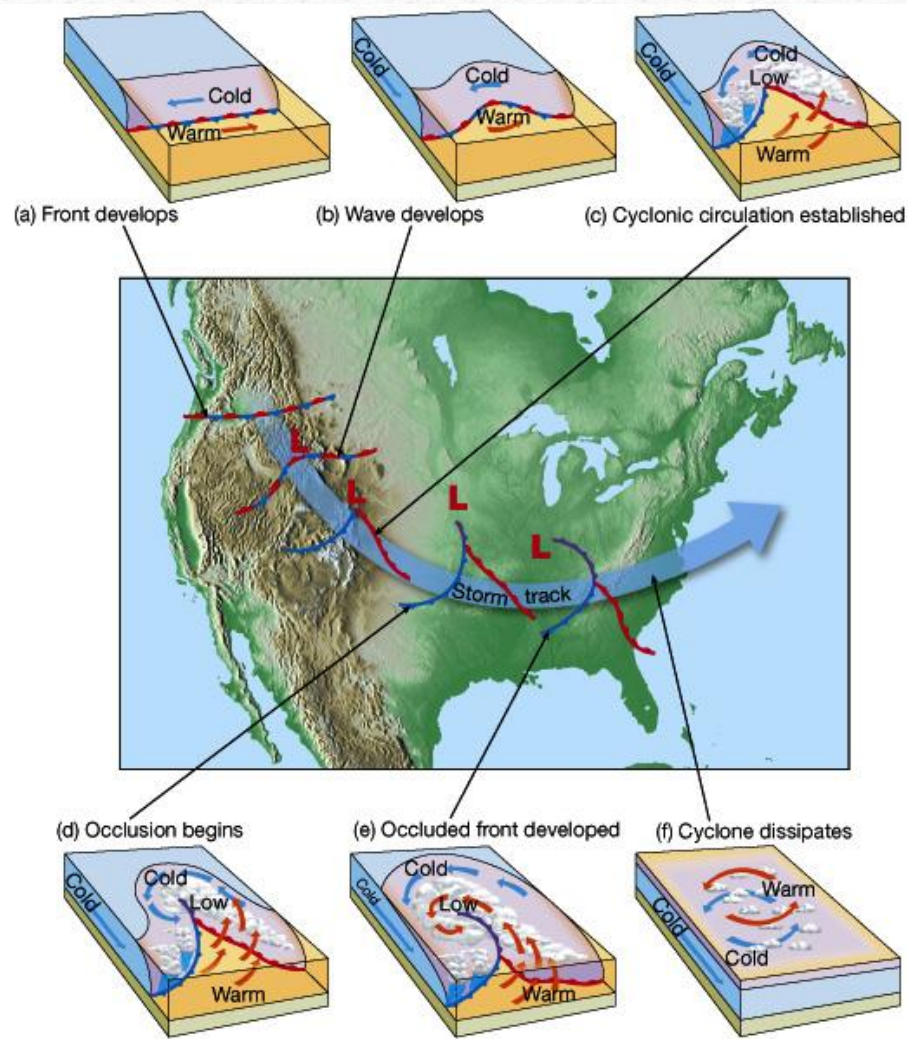 Cold
Cold
Warm
(a) Front develops
Cold
Cold
Warm
(b) Wave develops
Cold
Cold
Low
Warm
(c) Cyclonic circulation established
L
L
L
L
Storm track
(d) Occlusion begins
Cold
Cold
Low
Warm
(e) Occluded front developed
Cold
Cold
Low
Warm
(f) Cyclone dissipates
Cold
Warm
Cold